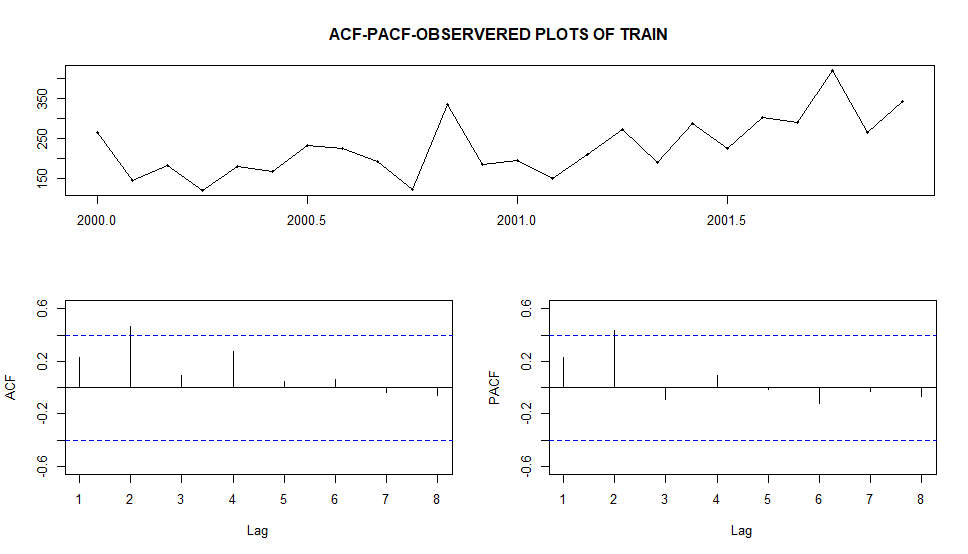 ACF-PACF-OBSERVERED PLOTS OF TRAIN
350
250
150
2000.0 2000.5 2001.0 2001.5
0.6 0.6
0.2 0.2
ACF PACF
-0.2 -0.2
-0.6 -0.6
1 2 3 4 5 6 7 8 1 2 3 4 5 6 7 8
Lag Lag